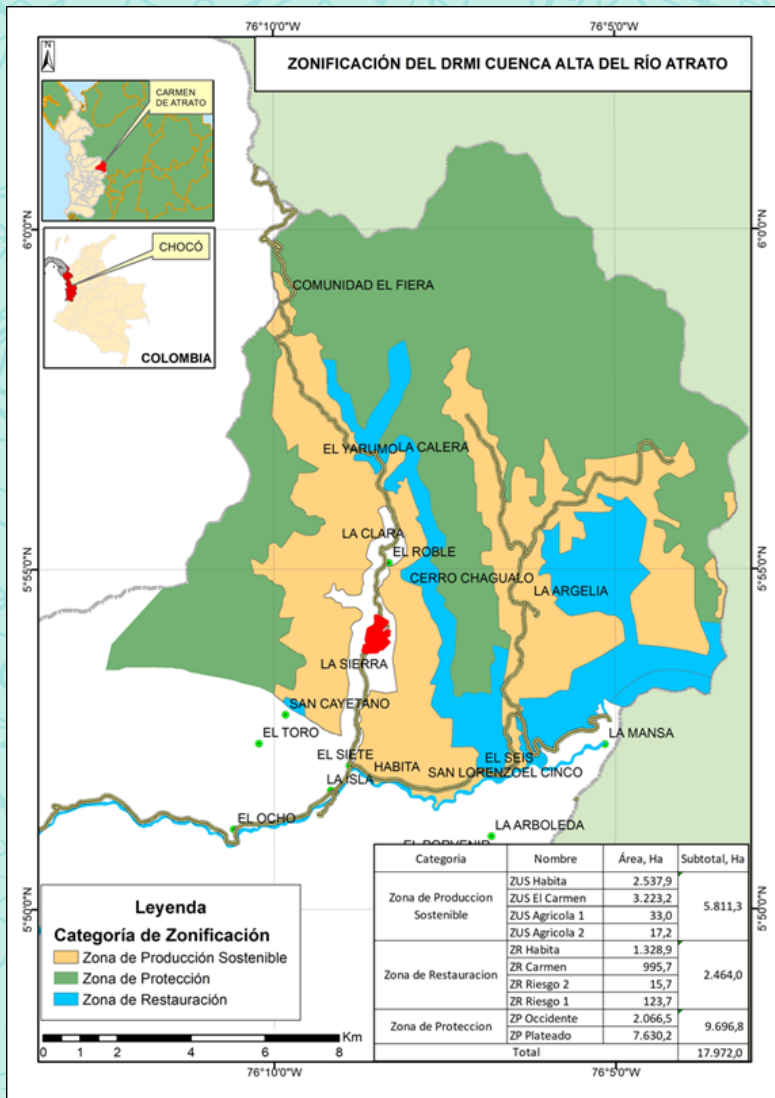 76°10'0"W
76°5'0"W
N
ZONIFICACIÓN DEL DRMI CUENCA ALTA DEL RÍO ATRATO
CARMEN
DE ATRATO
CHOCÓ
COLOMBIA
6°0'0"N
6°0'0"N
COMUNIDAD EL FIERA
EL YARUMO
LA CALERA
LA CLARA
EL ROBLE
CERRO CHAGUALO
LA ARGELIA
5°55'0"N
5°55'0"N
LA SIERRA
SAN CAYETANO
EL TORO
LA MANSA
EL SIETE
HABITA
EL SEIS
SAN LORENZO
EL CINCO
LA ISLA
EL OCHO
LA ARBOLEDA
EL PORVENIR
5°50'0"N
5°50'0"N
Leyenda
Categoría de Zonificación
Zona de Producción Sostenible
Zona de Protección
Zona de Restauración
Km
0 1 2 4 6 8
Categoria Nombre Área, Ha Subtotal, Ha
Zona de Produccion Sostenible ZUS Habita 2.537,9 5.811,3
ZUS El Carmen 3.223,2
ZUS Agricola 1 33,0
ZUS Agricola 2 17,2
Zona de Restauracion ZR Habita 1.328,9 2.464,0
ZR Carmen 995,7
ZR Riesgo 2 15,7
ZR Riesgo 1 123,7
Zona de Proteccion ZP Occidente 2.066,5 9.696,8
ZP Plateado 7.630,2
Total 17.972,0
76°10'0"W
76°5'0"W